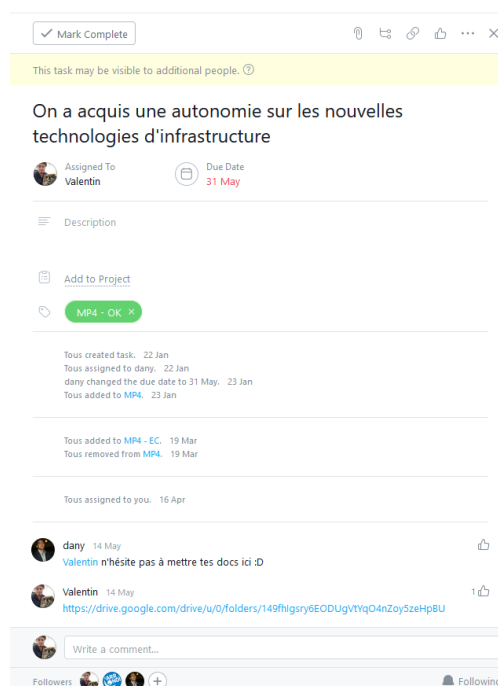 Mark Complete
This task may be visible to additional people.
On a acquis une autonomie sur les nouvelles
technologies d'infrastructure
Assigned To
Valentin
Due Date
31 May
Description
Add to Project
MP4 - OK ×
Tous created task. 22 Jan
Tous assigned to dany. 22 Jan
dany changed the due date to 31 May. 23 Jan
Tous added to MP4. 23 Jan
Tous added to MP4 - EC. 19 Mar
Tous removed from MP4. 19 Mar
Tous assigned to you. 16 Apr
dany 14 May
Valentin n'hésite pas à mettre tes docs ici :D
Valentin 14 May
1
https://drive.google.com/drive/u/0/folders/149fhlgsry6EODUgVtYqO4nZoy5zeHpBU
Write a comment...
Followers
Following